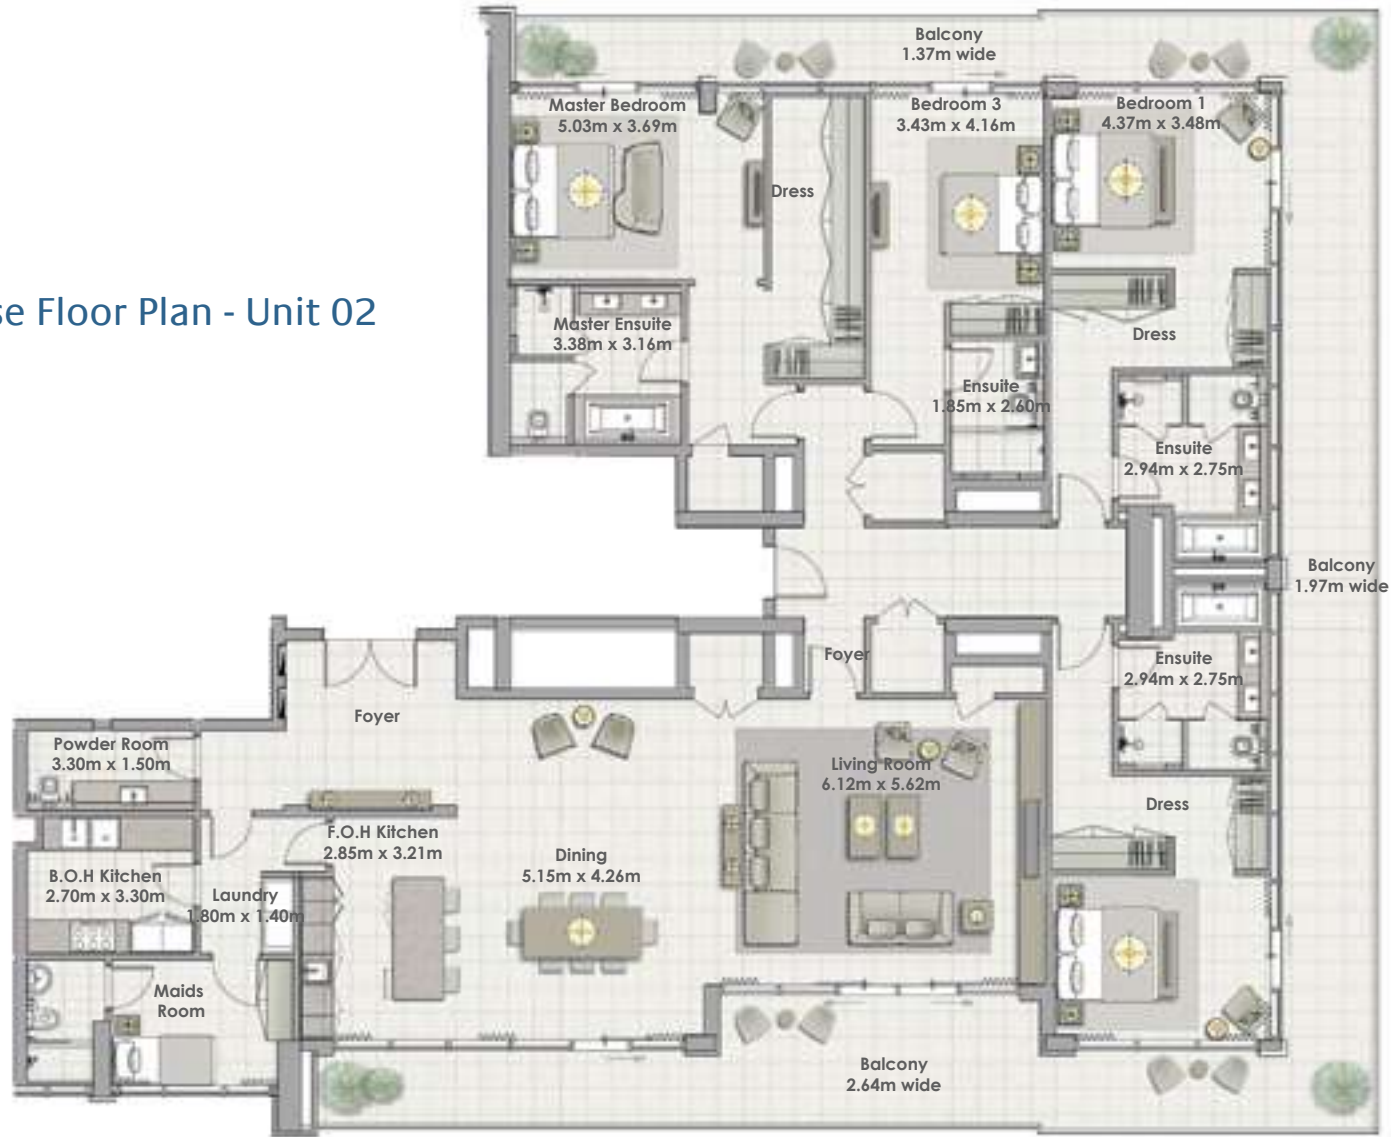 Balcony
1.37m wide
Master Bedroom
5.03m x 3.69m
Bedroom 3
3.43m x 4.16m
Bedroom 1
4.37m x 3.48m
Dress
se Floor Plan - Unit 02
Master Ensuite
3.38m x 3.16m
Dress
Ensuite
1.85m x 2.60m
Ensuite
2.94m x 2.75m
Balcony
1.97m wide
Foyer
Ensuite
2.94m x 2.75m
Foyer
Powder Room
3.30m x 1.50m
Living Room
6.12m x 5.62m
Dress
F.O.H Kitchen
2.85m x 3.21m
Dining
5.15m x 4.26m
B.O.H Kitchen
2.70m x 3.30m
Laundry
1.80m x 1.40m
Maids
Room
Balcony
2.64m wide